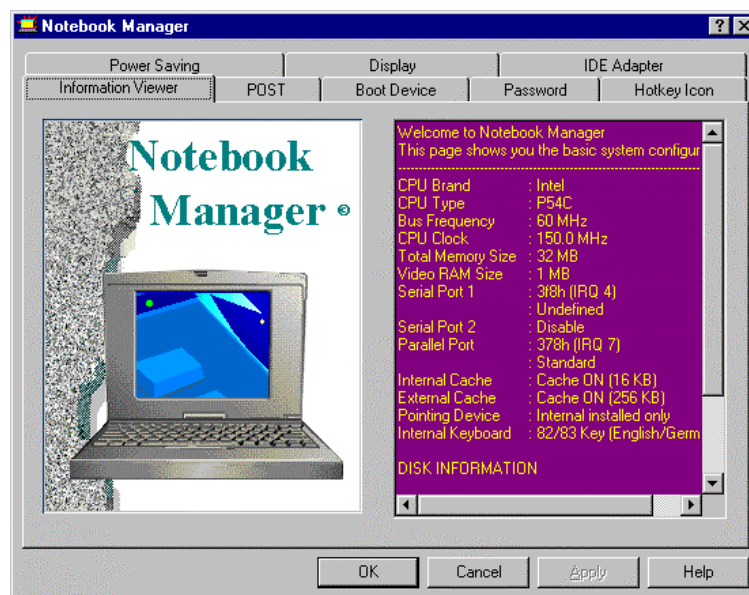 Notebook Manager
Power Saving
Display
IDE Adapter
Information Viewer
POST
Boot Device
Password
Hotkey Icon
Notebook
Manager ©
Welcome to Notebook Manager
This page shows you the basic system configur
CPU Brand : Intel
CPU Type : P54C
Bus Frequency : 60 MHz
CPU Clock : 150.0 MHz
Total Memory Size : 32 MB
Video RAM Size : 1 MB
Serial Port 1 : 3f8h (IRQ 4)
: Undefined
Serial Port 2 : Disable
Parallel Port : 378h (IRQ 7)
: Standard
Internal Cache : Cache ON (16 KB)
External Cache : Cache ON (256 KB)
Pointing Device : Internal installed only
Internal Keyboard : 82/83 Key (English/Germ
DISK INFORMATION
OK
Cancel
Apply
Help